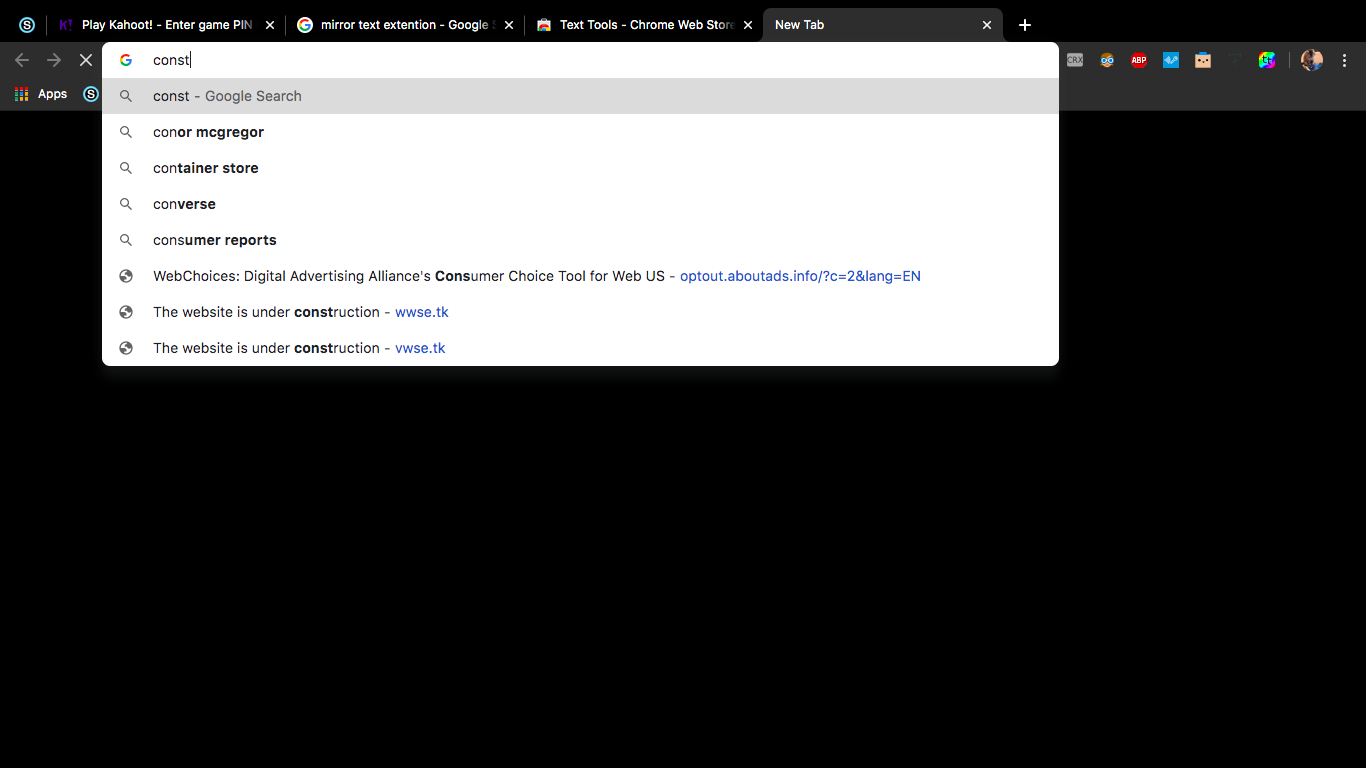 K! Play Kahoot! - Enter game PIN
mirror text extention - Google S
Text Tools - Chrome Web Store
New Tab
const
CRX
ABP
Apps
const - Google Search
conor mcgregor
container store
converse
consumer reports
WebChoices: Digital Advertising Alliance's Consumer Choice Tool for Web US - optout.aboutads.info/?c=2&lang=EN
The website is under construction - wwse.tk
The website is under construction - vwse.tk